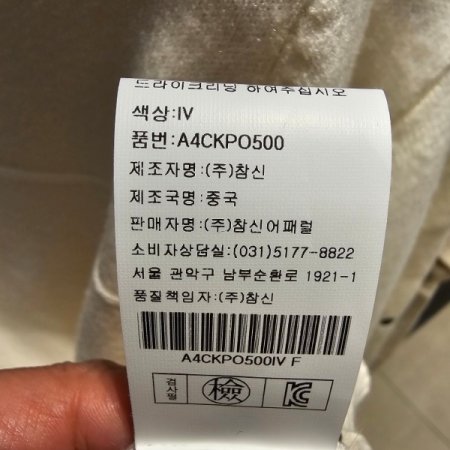 드라이크리닝 하여주십시오
색상:IV
품번:A4CKPO500
제조자명:(주)참신
제조국명:중국
판매자명:(주)참신어패럴
소비자상담실:(031)5177-8822
서울 관악구 남부순환로 1921-1
품질책임자:(주)참신
A4CKPO500IV F
검사필
檢
KC